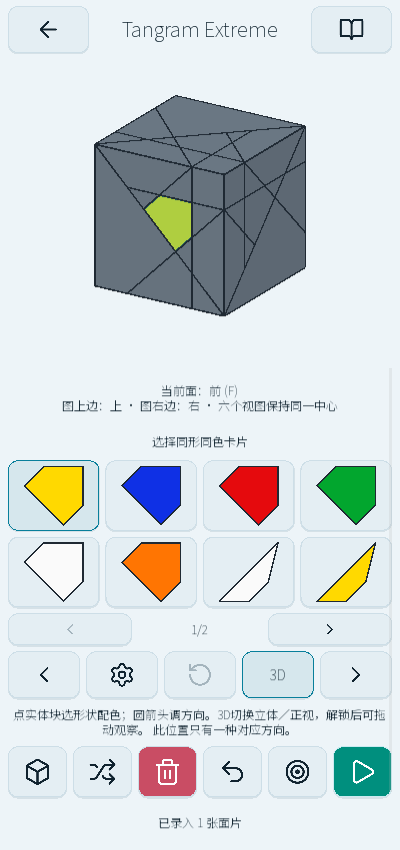 Tangram Extreme
当前面：前 (F)
图上边：上 · 图右边：右 · 六个视图保持同一中心
选择同形同色卡片
1/2
3D
点实体块选形状配色；圆箭头调方向。3D切换立体／正视，解锁后可拖
动观察。 此位置只有一种对应方向。
已录入 1 张面片